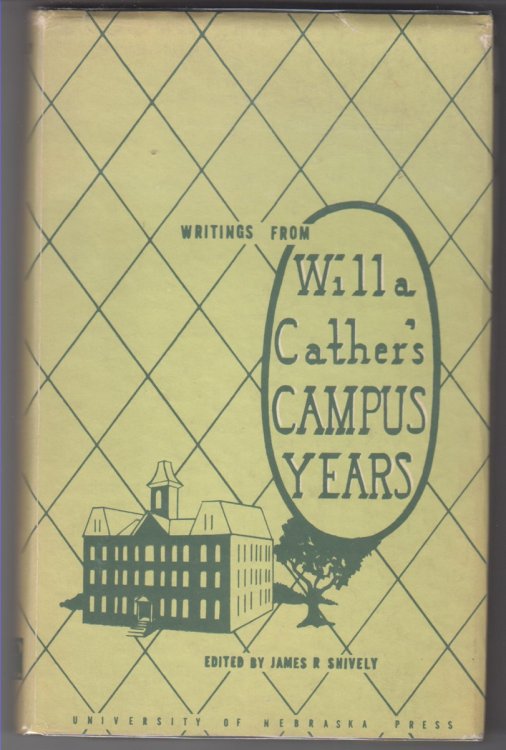 WRITINGS FROM
Willa
Cather's
CAMPUS
YEARS
EDITED BY JAMES R SHIVELY
UNIVERSITY OF NEBRASKA PRESS